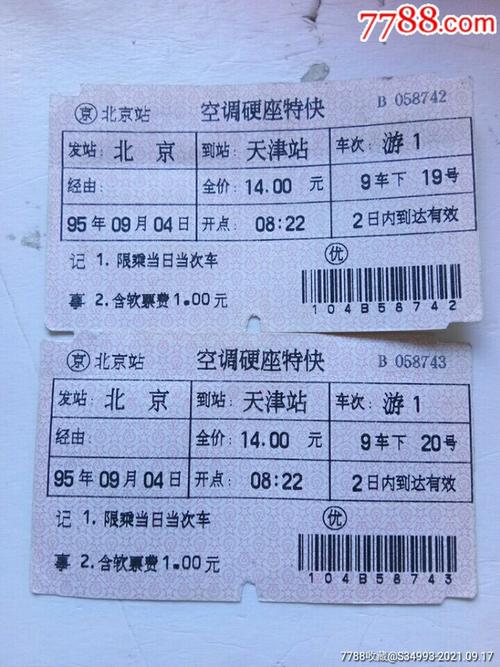 7788.com
京 北京站 空调硬座特快 B 058742
发站: 北京 到站: 天津站 车次: 游1
经由: 全价: 14.00 元 9车下 19号
95年09月04日 开点: 08:22 2日内到达有效
记 1. 限乘当日当次车 优
事 2. 含软票费1.00元
104B58742
京 北京站 空调硬座特快 B 058743
发站: 北京 到站: 天津站 车次: 游1
经由: 全价: 14.00 元 9车下 20号
95年09月04日 开点: 08:22 2日内到达有效
记 1. 限乘当日当次车 优
事 2. 含软票费1.00元
104B58743
7788收藏@S34993-2021.09.17